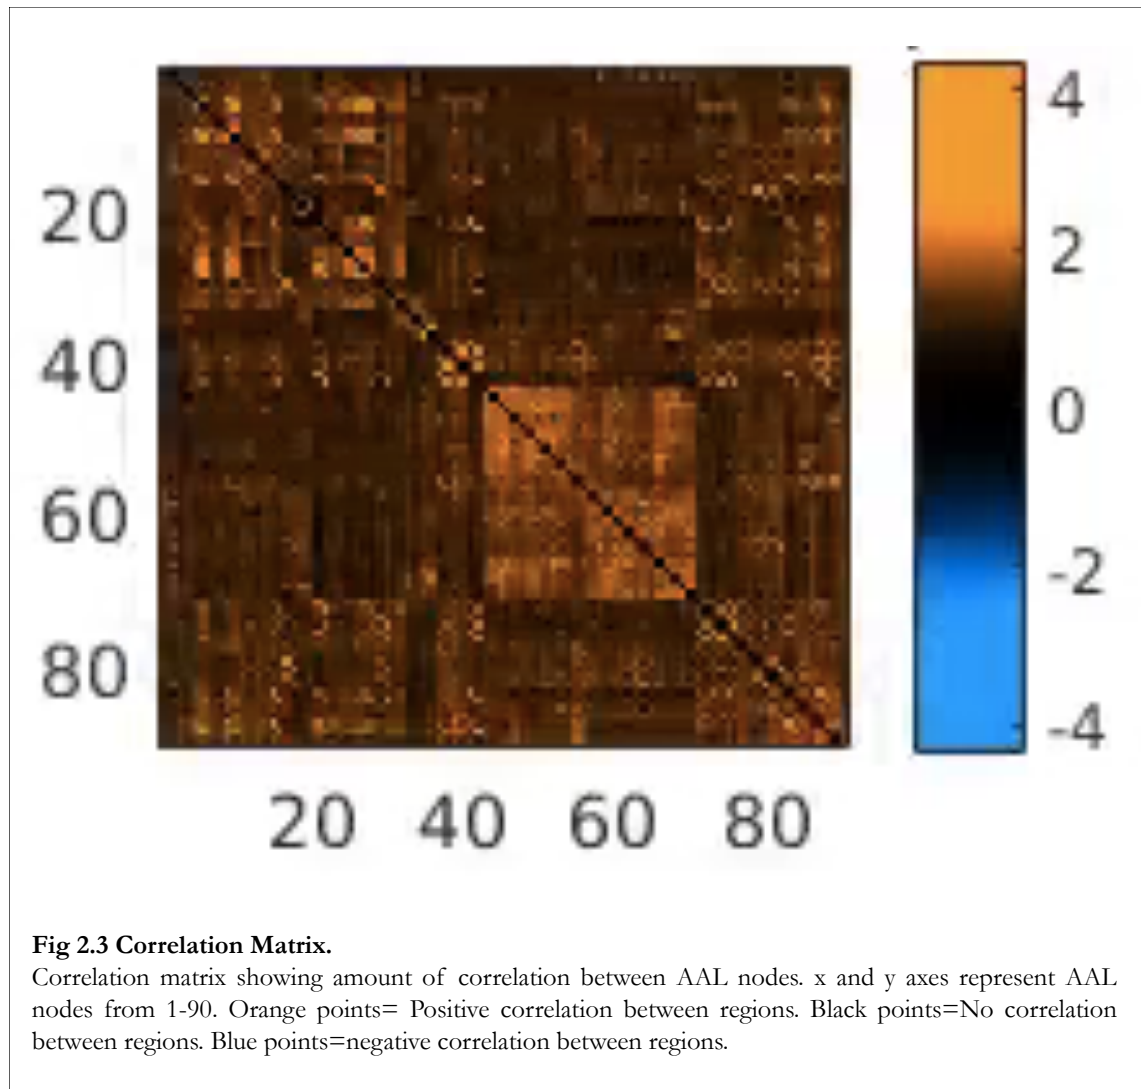 4
2
0
-2
-4
20
40
60
80
20 40 60 80
Fig 2.3 Correlation Matrix.
Correlation matrix showing amount of correlation between AAL nodes. x and y axes represent AAL
nodes from 1-90. Orange points= Positive correlation between regions. Black points=No correlation
between regions. Blue points=negative correlation between regions.